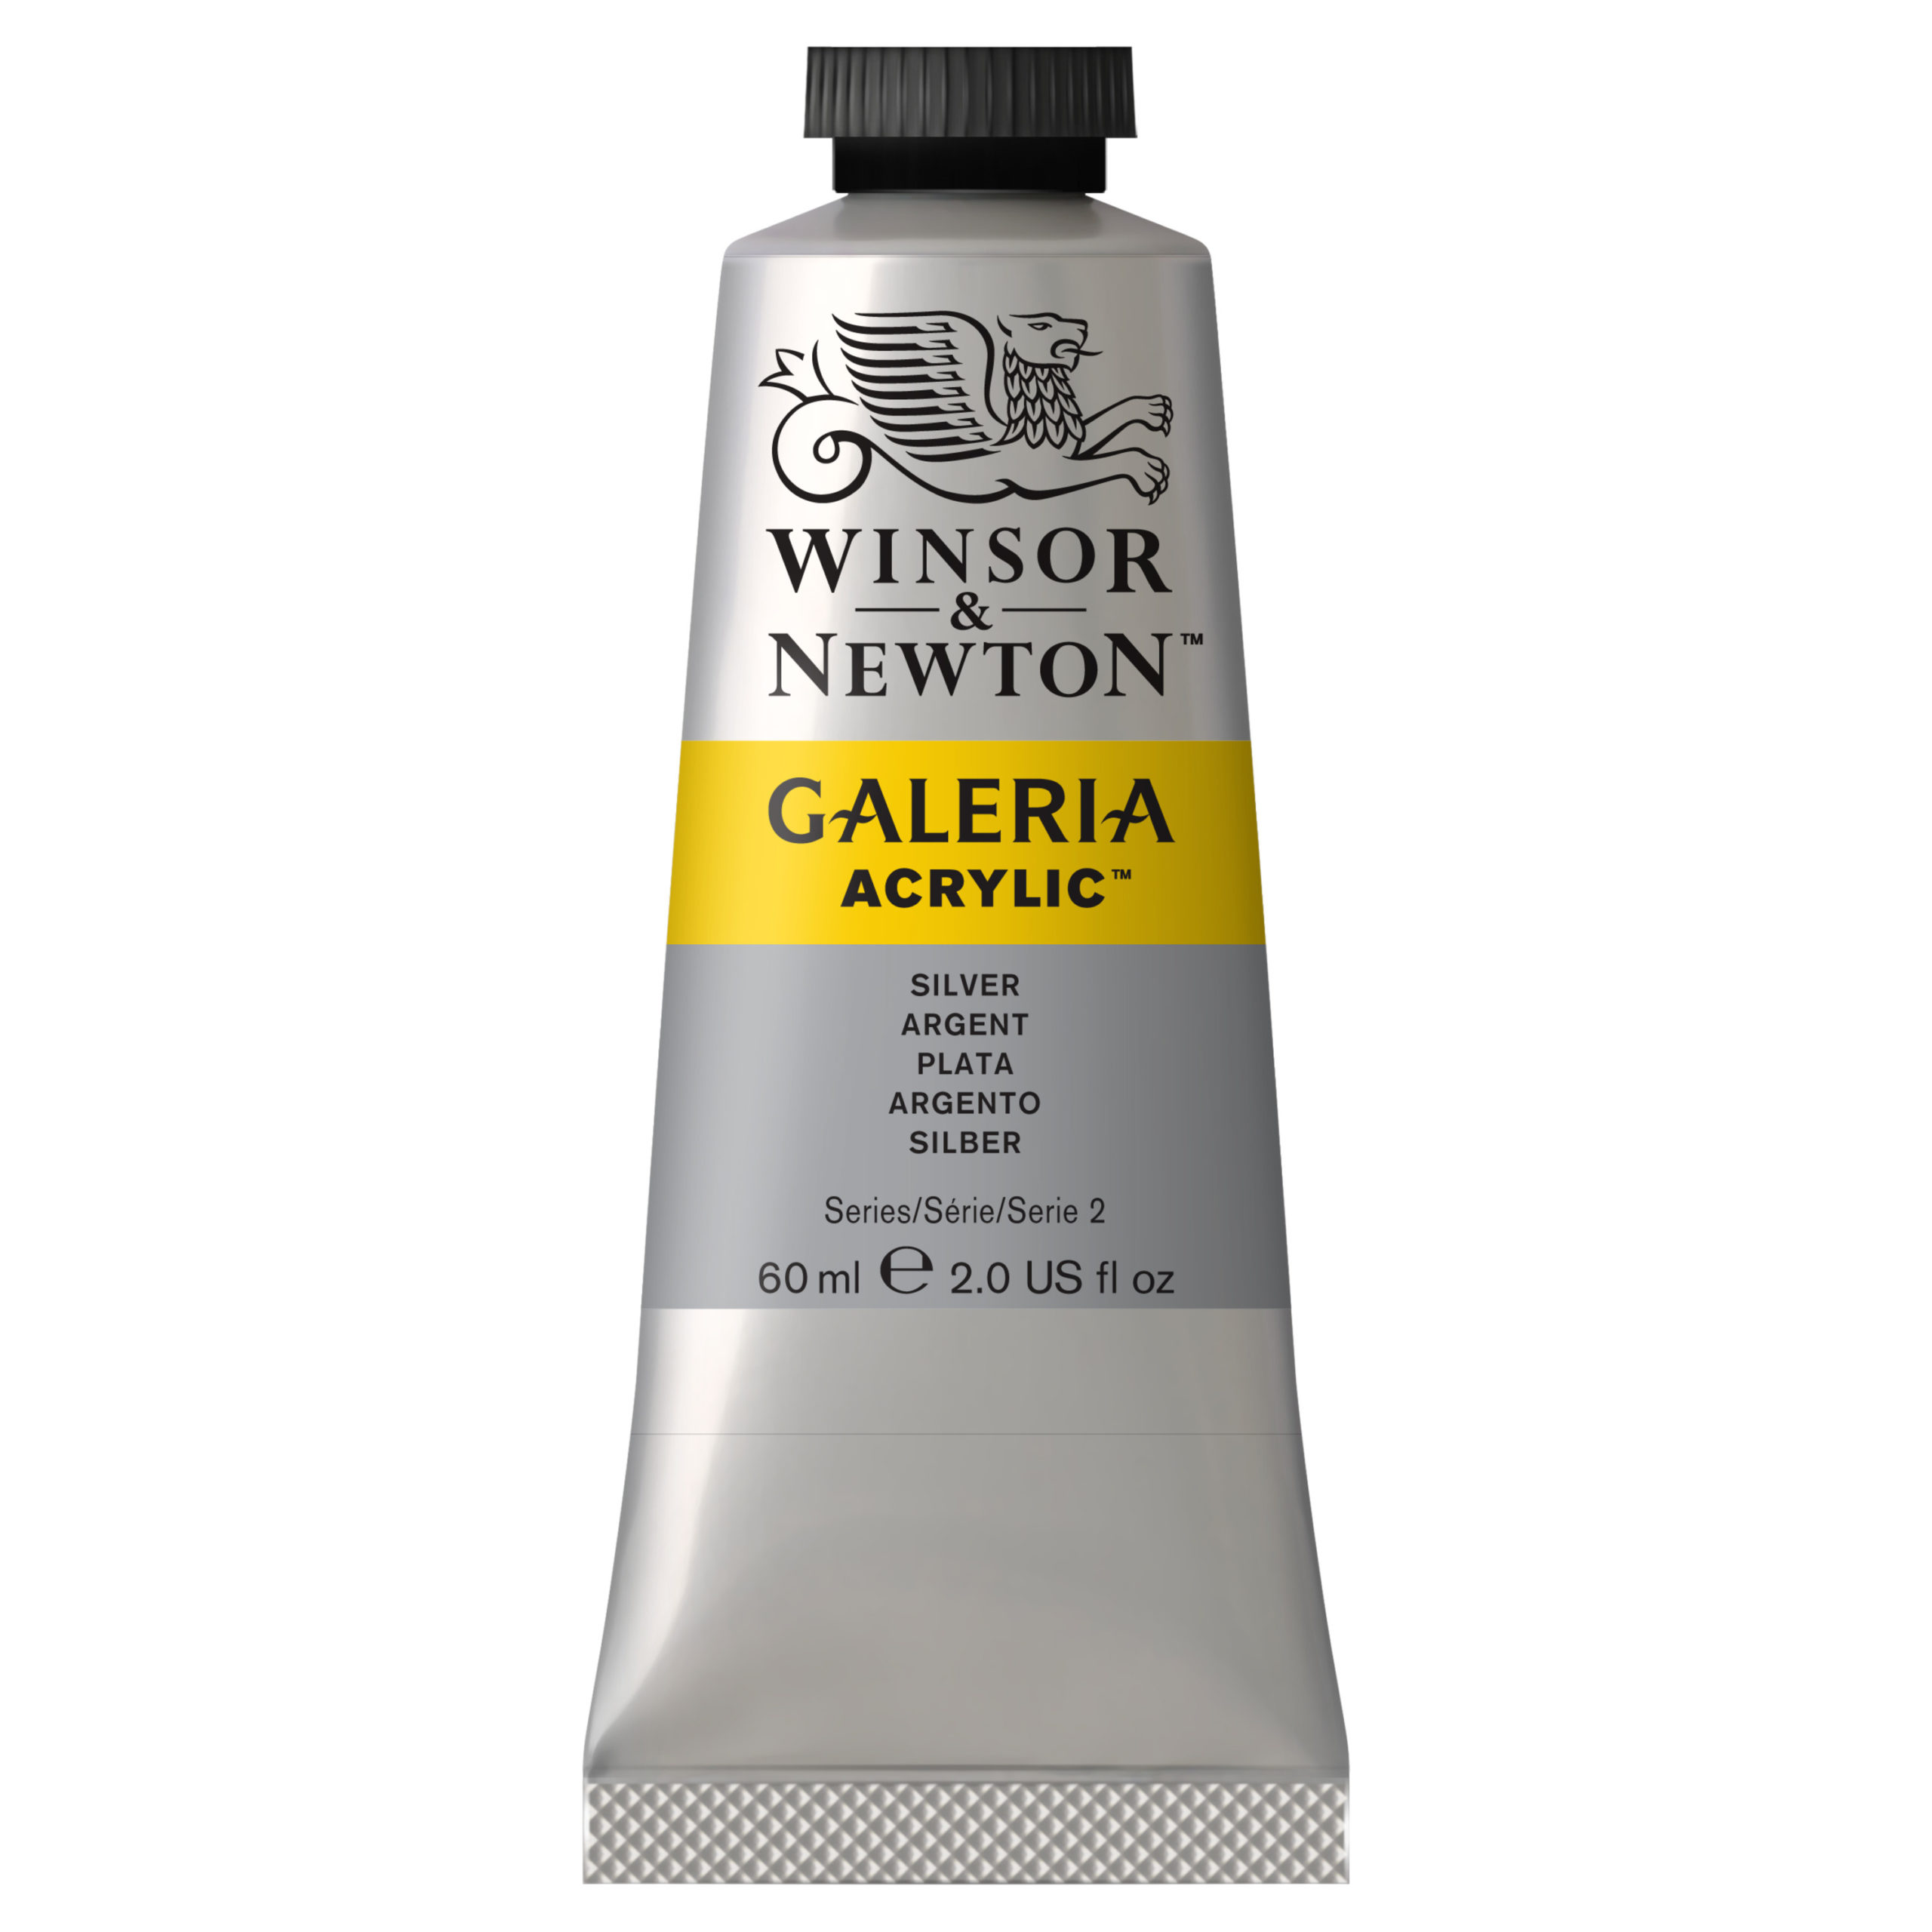 WINSOR
&
NEWTON™
GALERIA
ACRYLIC™
SILVER
ARGENT
PLATA
ARGENTO
SILBER
Series/Série/Serie 2
60 ml ℮ 2.0 US fl oz